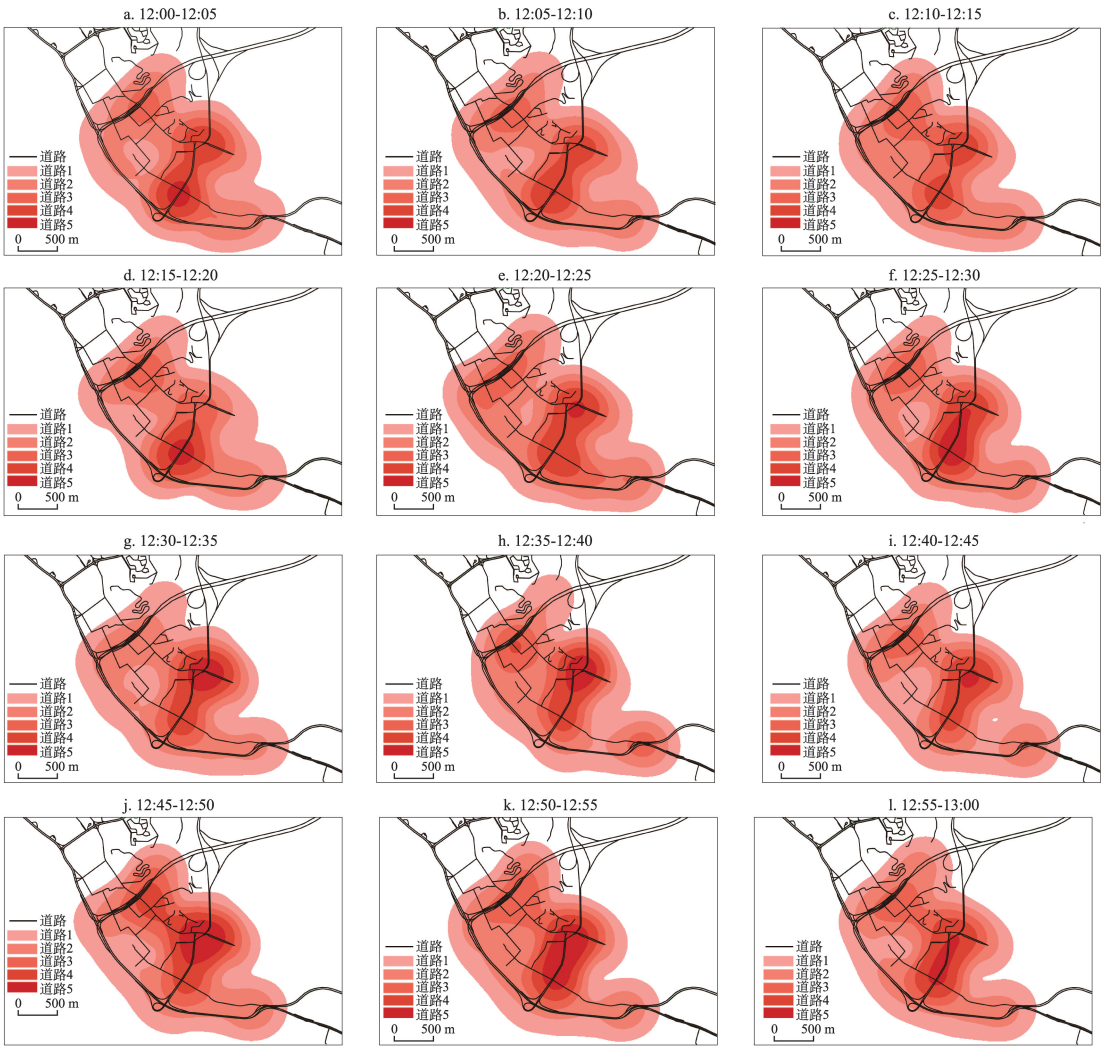 a. 12:00-12:05
道路
道路1
道路2
道路3
道路4
道路5
0 500 m
b. 12:05-12:10
道路
道路1
道路2
道路3
道路4
道路5
0 500 m
c. 12:10-12:15
道路
道路1
道路2
道路3
道路4
道路5
0 500 m
d. 12:15-12:20
道路
道路1
道路2
道路3
道路4
道路5
0 500 m
e. 12:20-12:25
道路
道路1
道路2
道路3
道路4
道路5
0 500 m
f. 12:25-12:30
道路
道路1
道路2
道路3
道路4
道路5
0 500 m
g. 12:30-12:35
道路
道路1
道路2
道路3
道路4
道路5
0 500 m
h. 12:35-12:40
道路
道路1
道路2
道路3
道路4
道路5
0 500 m
i. 12:40-12:45
道路
道路1
道路2
道路3
道路4
道路5
0 500 m
j. 12:45-12:50
道路
道路1
道路2
道路3
道路4
道路5
0 500 m
k. 12:50-12:55
道路
道路1
道路2
道路3
道路4
道路5
0 500 m
l. 12:55-13:00
道路
道路1
道路2
道路3
道路4
道路5
0 500 m